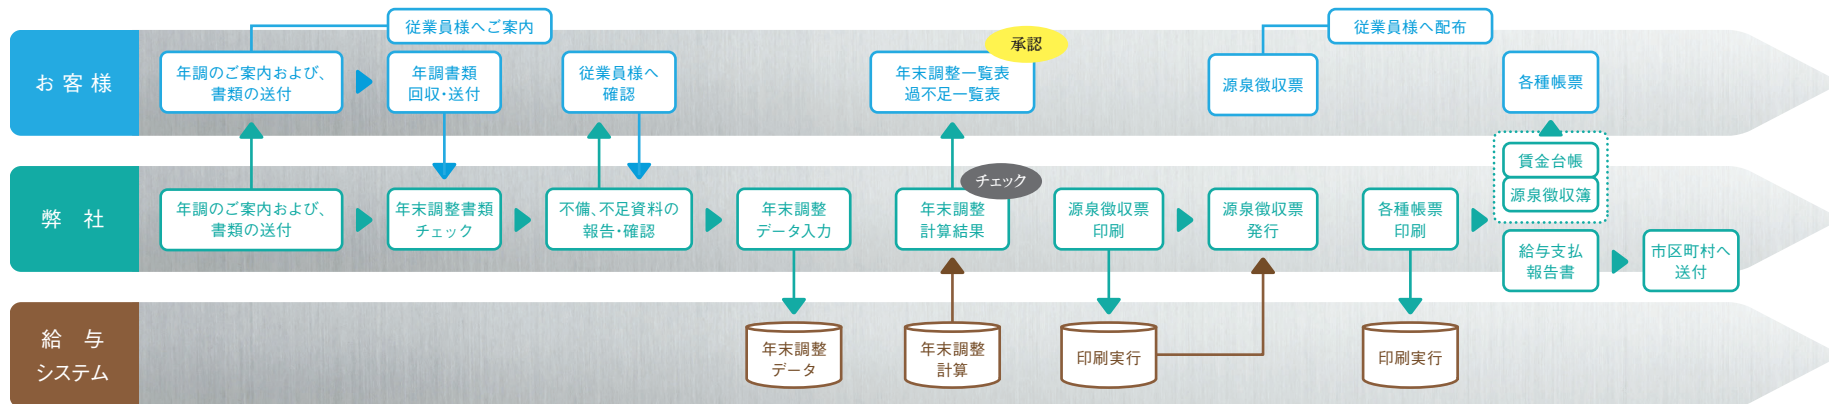 従業員様へご案内
従業員様へ配布
お客様
年調のご案内および、
書類の送付
年調書類
回収・送付
従業員様へ
確認
承認
年末調整一覧表
過不足一覧表
源泉徴収票
各種帳票
弊社
年調のご案内および、
書類の送付
年末調整書類
チェック
不備、不足資料の
報告・確認
年末調整
データ入力
チェック
年末調整
計算結果
源泉徴収票
印刷
源泉徴収票
発行
各種帳票
印刷
賃金台帳
源泉徴収簿
給与支払
報告書
市区町村へ
送付
給与
システム
年末調整
データ
年末調整
計算
印刷実行
印刷実行